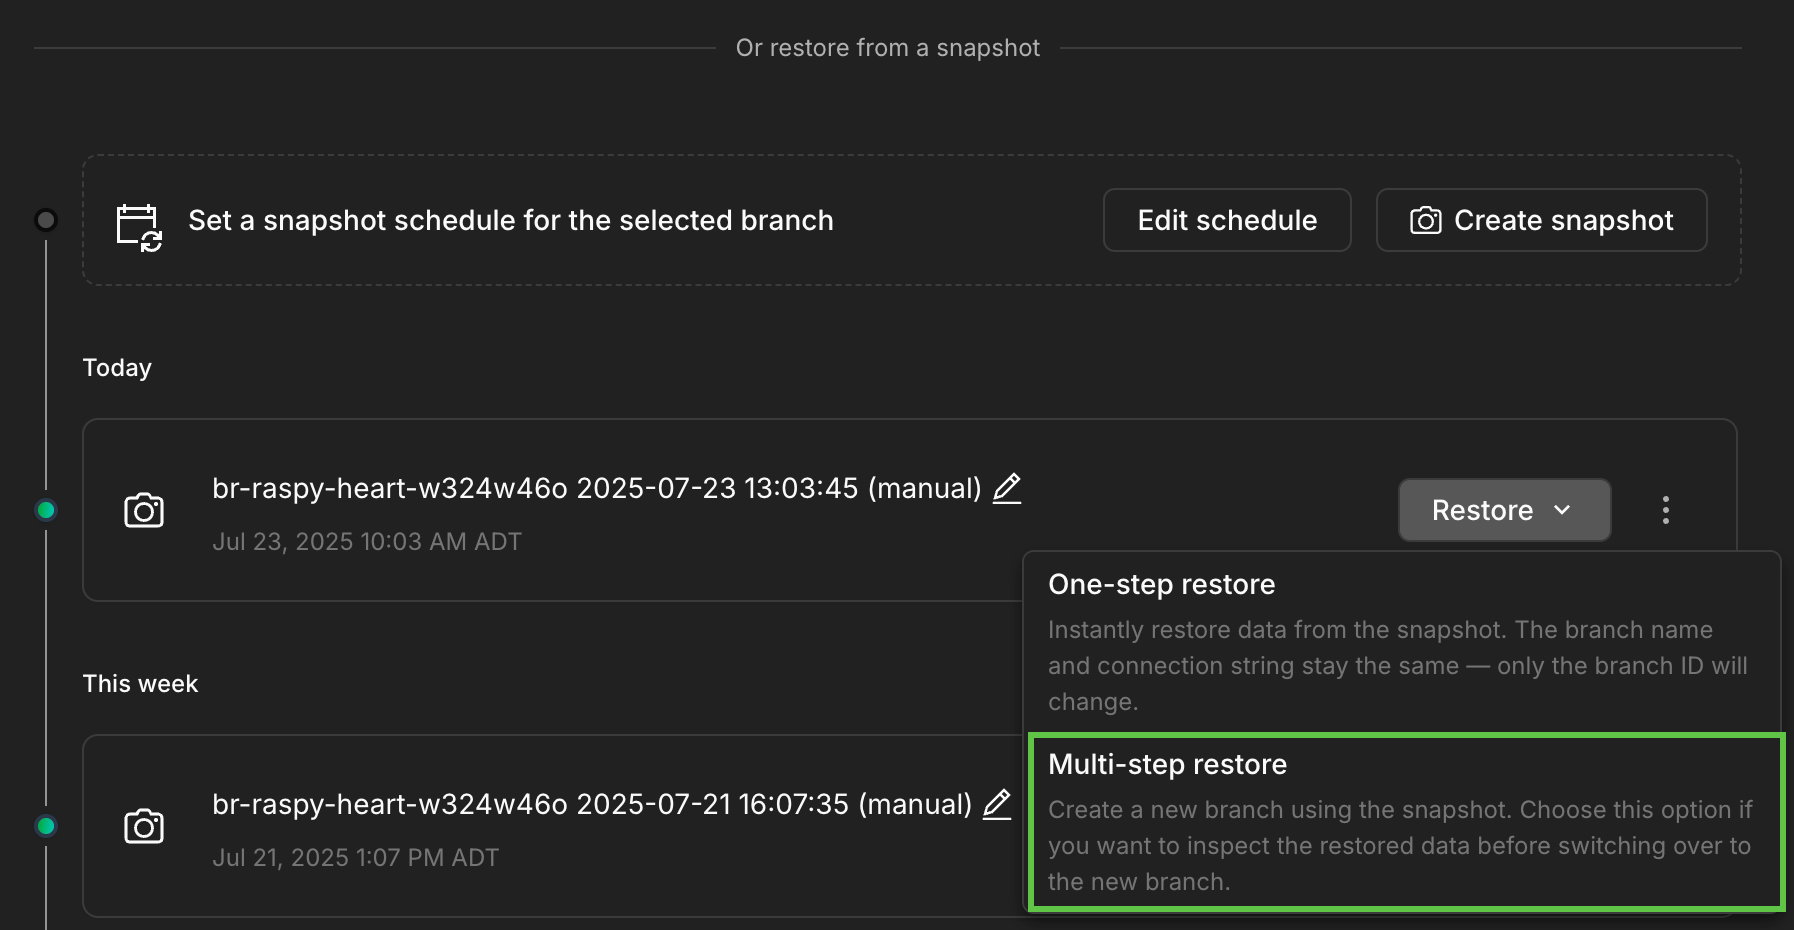 Or restore from a snapshot
Set a snapshot schedule for the selected branch
Edit schedule
Create snapshot
Today
br-raspy-heart-w324w46o 2025-07-23 13:03:45 (manual)
Jul 23, 2025 10:03 AM ADT
Restore
One-step restore
Instantly restore data from the snapshot. The branch name
and connection string stay the same — only the branch ID will
change.
Multi-step restore
Create a new branch using the snapshot. Choose this option if
you want to inspect the restored data before switching over to
the new branch.
This week
br-raspy-heart-w324w46o 2025-07-21 16:07:35 (manual)
Jul 21, 2025 1:07 PM ADT